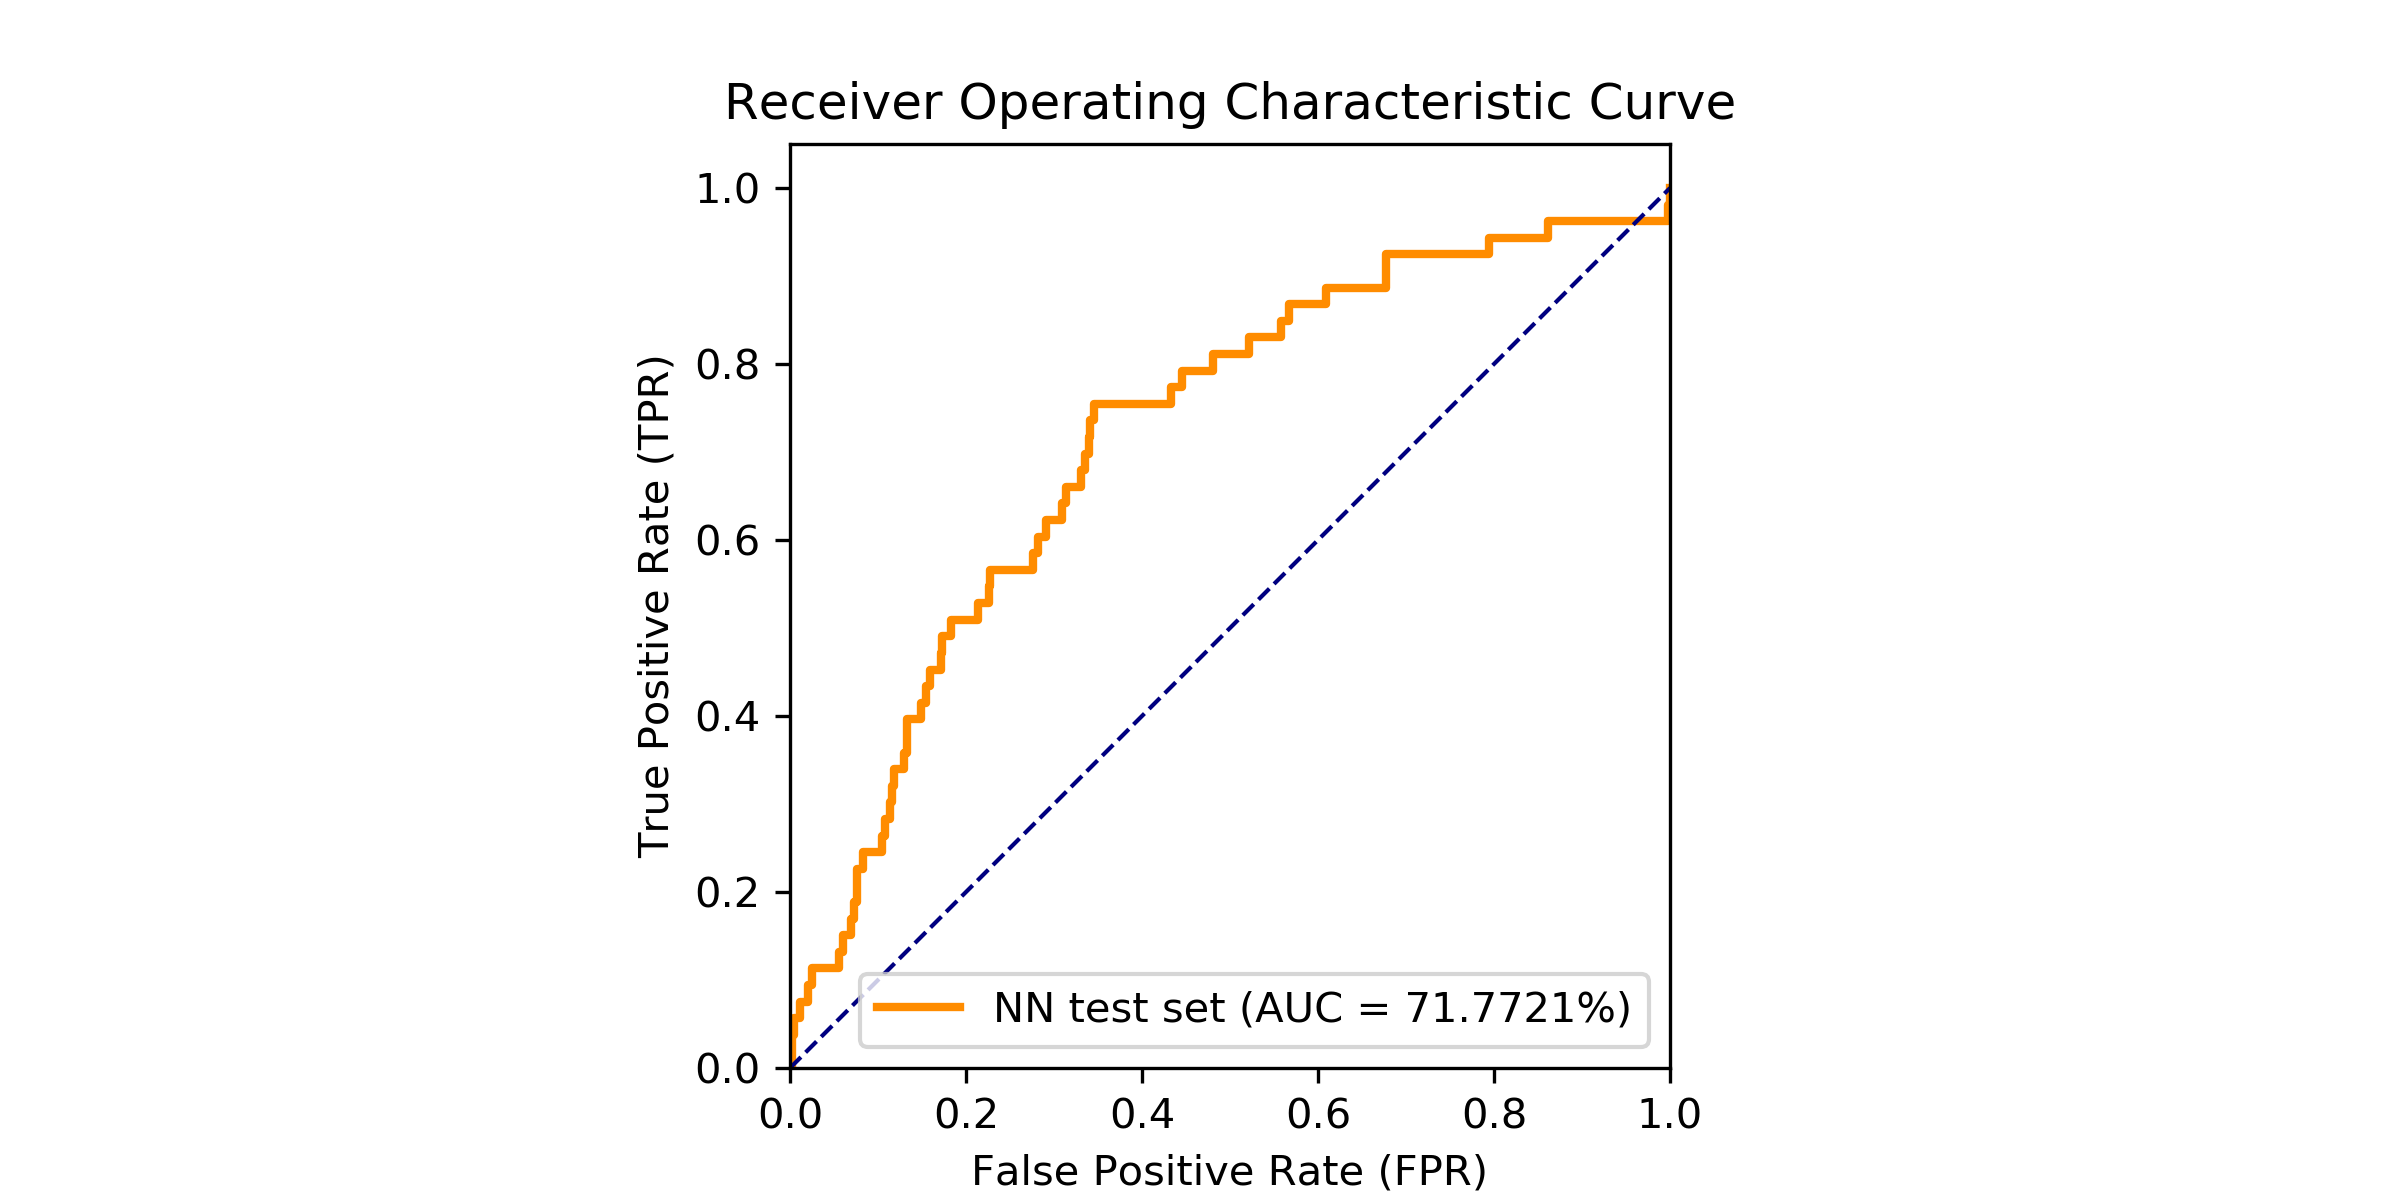 Receiver Operating Characteristic Curve
1.0
0.8
0.6
0.4
0.2
0.0
True Positive Rate (TPR)
NN test set (AUC = 71.7721%)
0.0 0.2 0.4 0.6 0.8 1.0
False Positive Rate (FPR)